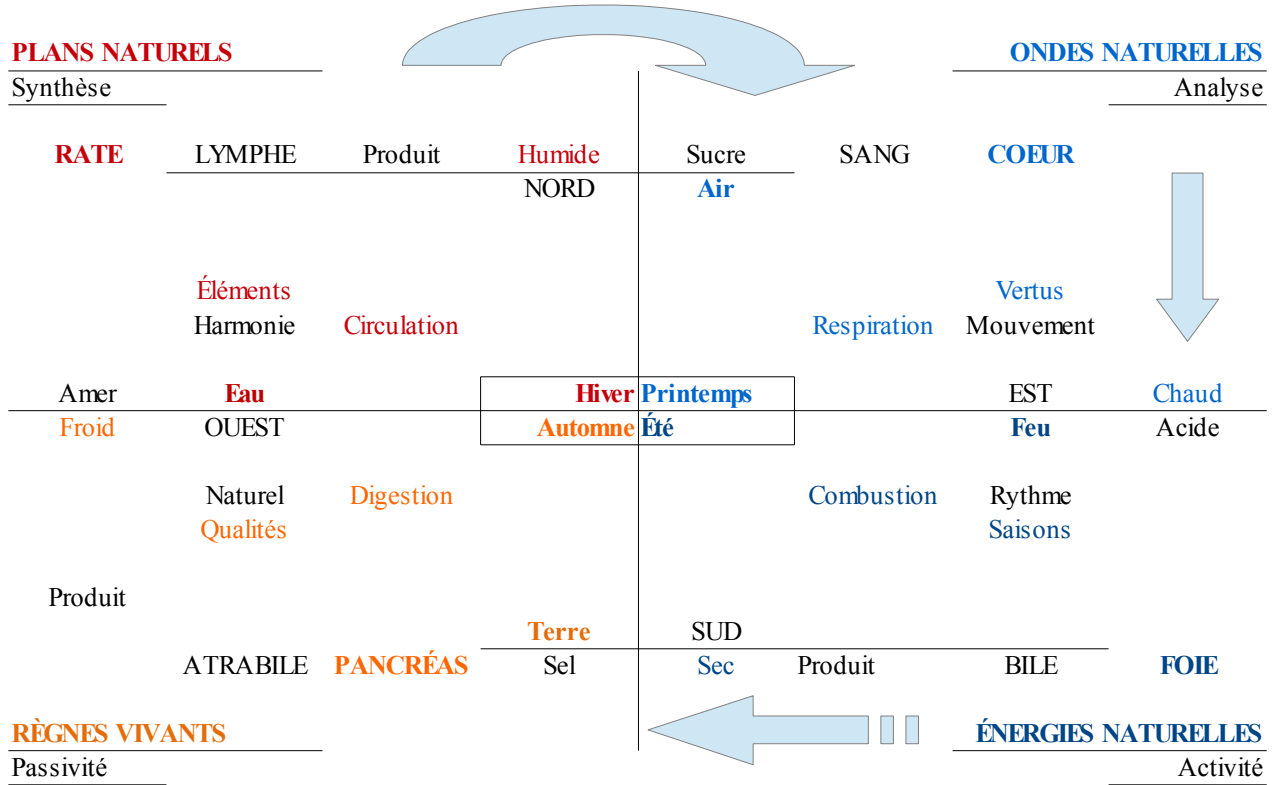 PLANS NATURELS ONDES NATURELLES
Synthèse Analyse
RATE LYMPHE Produit Humide Sucre SANG COEUR
NORD Air
Éléments Vertus
Harmonie Circulation Respiration Mouvement
Amer Eau Hiver Printemps EST Chaud
Froid OUEST Automne Été Feu Acide
Naturel Digestion Combustion Rythme
Qualités Saisons
Produit
Terre SUD
ATRABILE PANCRÉAS Sel Sec Produit BILE FOIE
RÈGNES VIVANTS ÉNERGIES NATURELLES
Passivité Activité